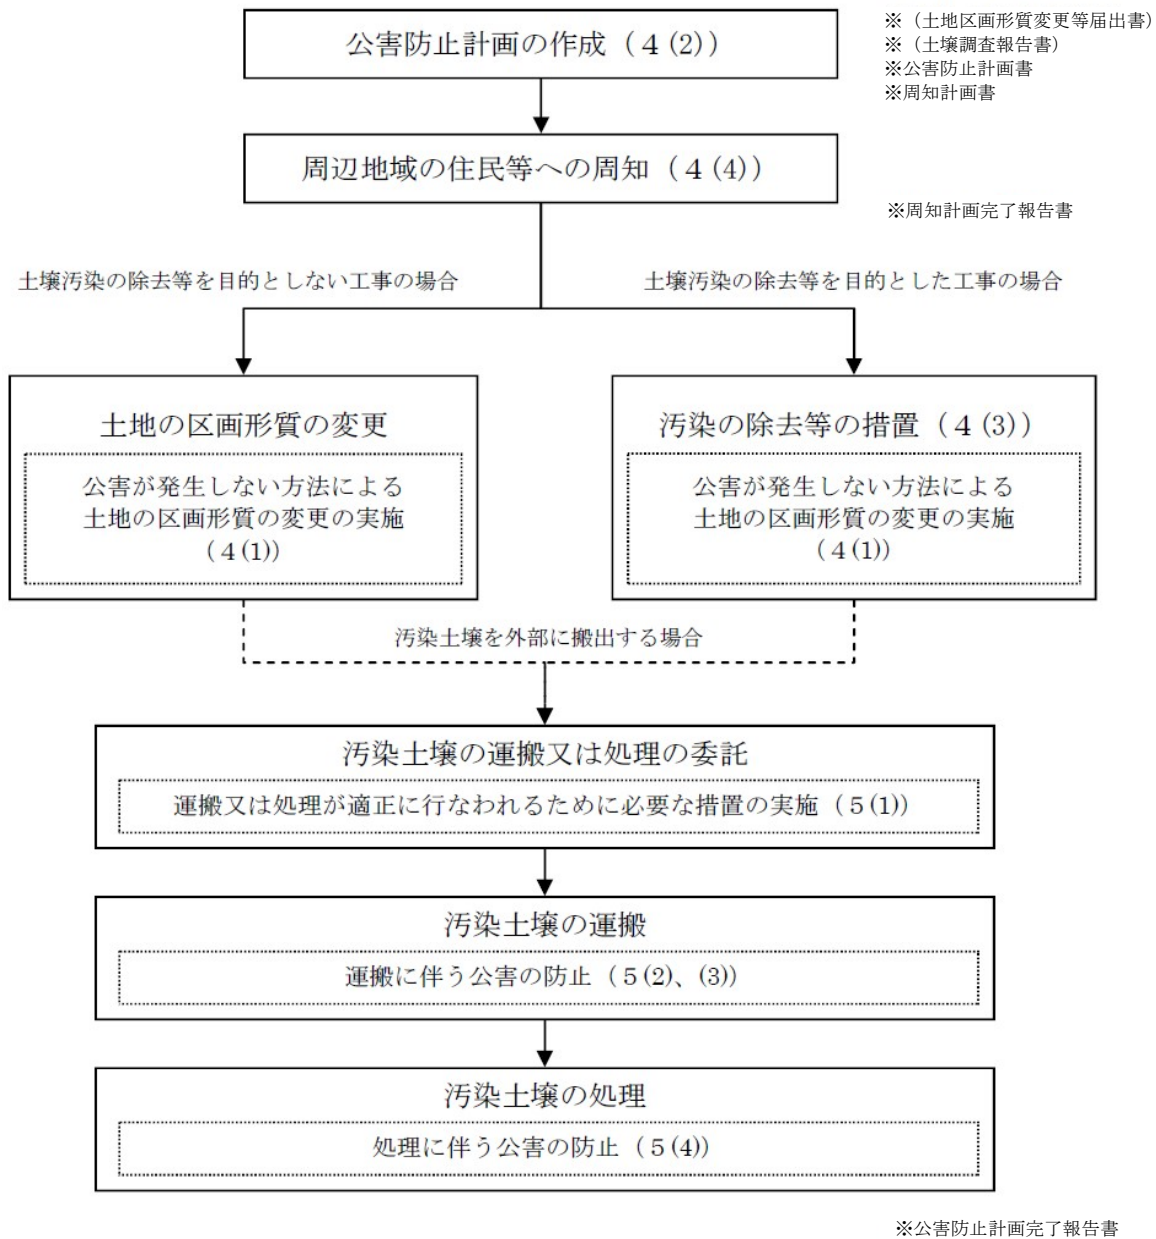 公害防止計画の作成（４(2)）
※（土地区画形質変更等届出書）
※（土壌調査報告書）
※公害防止計画書
※周知計画書
周辺地域の住民等への周知（４(4)）
※周知計画完了報告書
土壌汚染の除去等を目的としない工事の場合
土壌汚染の除去等を目的とした工事の場合
土地の区画形質の変更
公害が発生しない方法による
土地の区画形質の変更の実施
（４(1)）
汚染の除去等の措置（４(3)）
公害が発生しない方法による
土地の区画形質の変更の実施
（４(1)）
汚染土壌を外部に搬出する場合
汚染土壌の運搬又は処理の委託
運搬又は処理が適正に行なわれるために必要な措置の実施（５(1)）
汚染土壌の運搬
運搬に伴う公害の防止（５(2)、(3)）
汚染土壌の処理
処理に伴う公害の防止（５(4)）
※公害防止計画完了報告書